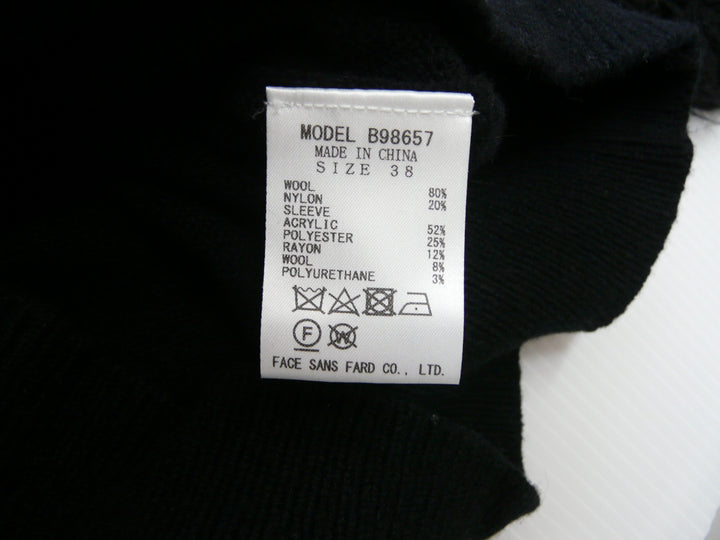 MODEL B98657
MADE IN CHINA
SIZE 38
WOOL 80%
NYLON 20%
SLEEVE
ACRYLIC 52%
POLYESTER 25%
RAYON 12%
WOOL 8%
POLYURETHANE 3%
F W
FACE SANS FARD CO., LTD.